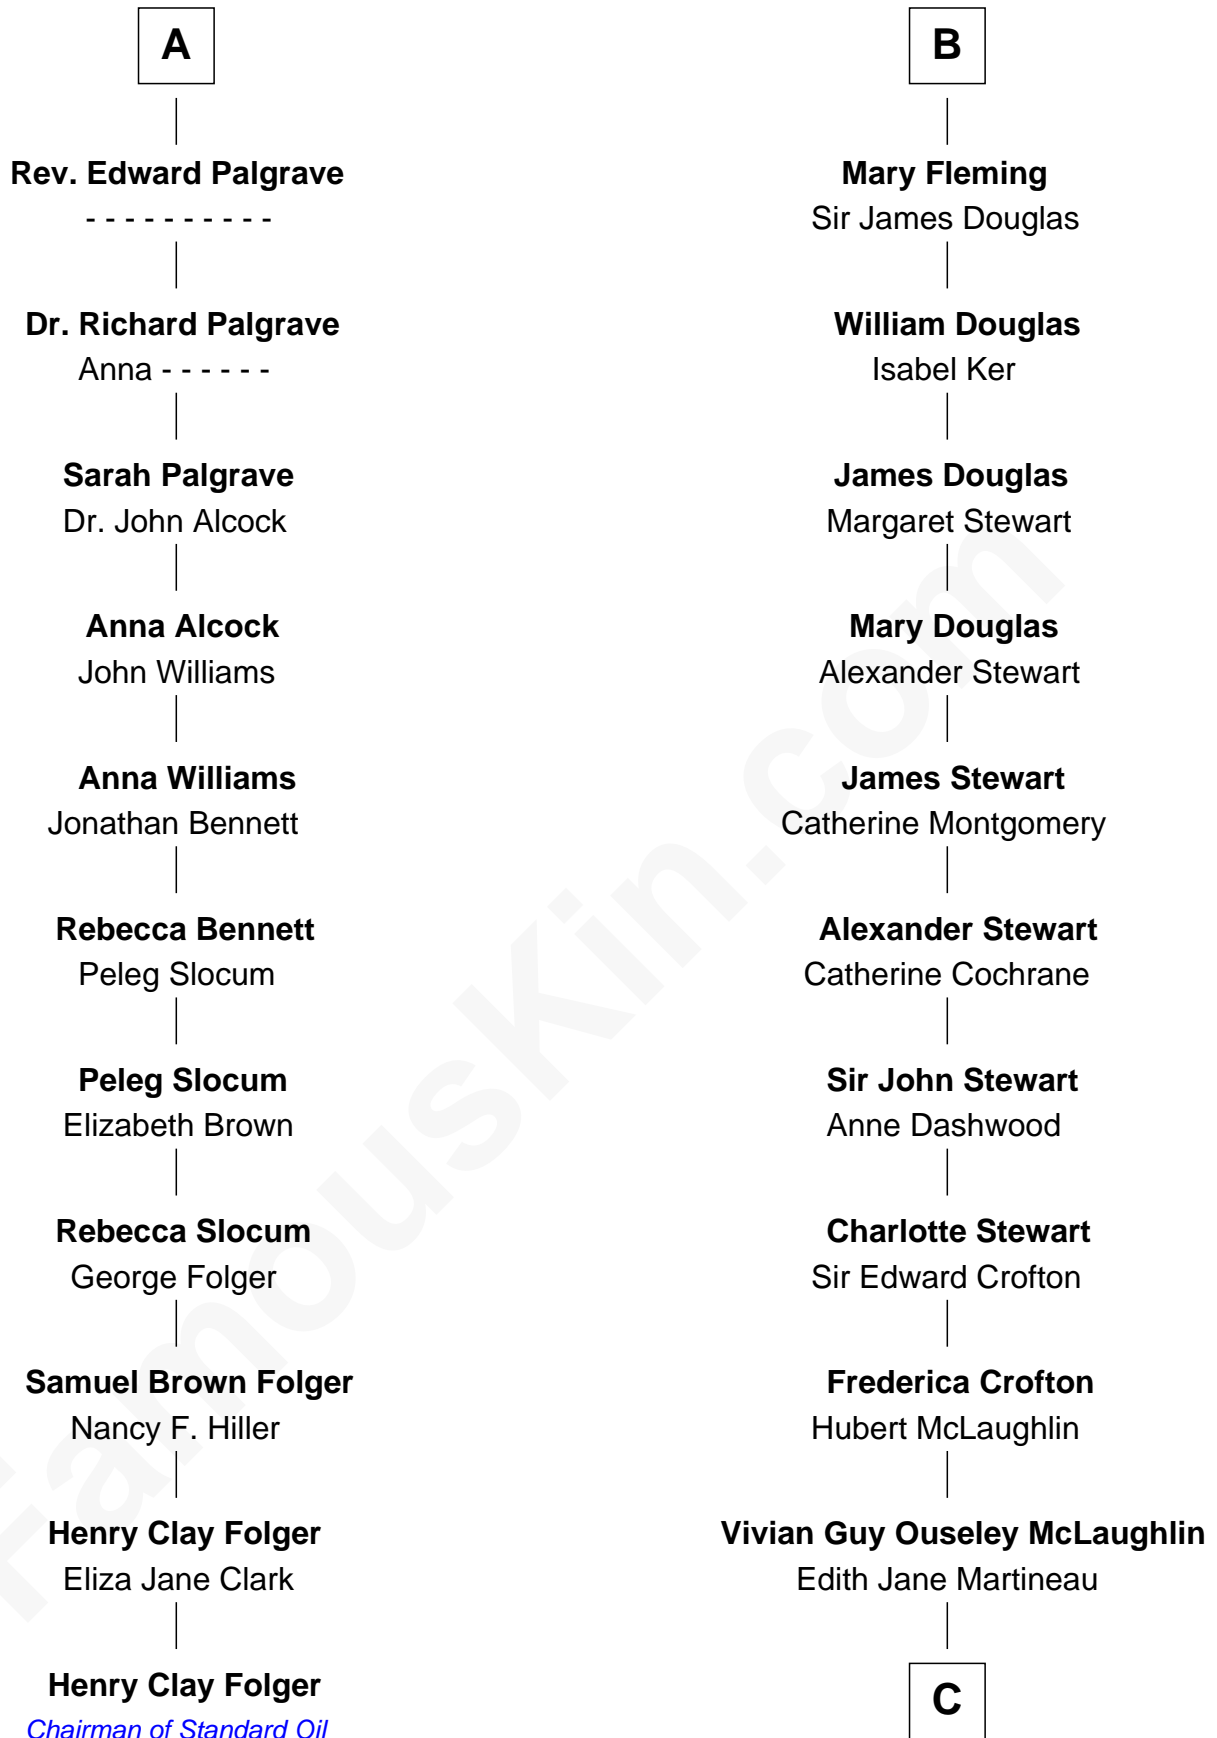 A
Rev. Edward Palgrave
- - - - - - - - - -
Dr. Richard Palgrave
Anna - - - - - -
Sarah Palgrave
Dr. John Alcock
Anna Alcock
John Williams
Anna Williams
Jonathan Bennett
Rebecca Bennett
Peleg Slocum
Peleg Slocum
Elizabeth Brown
Rebecca Slocum
George Folger
Samuel Brown Folger
Nancy F. Hiller
Henry Clay Folger
Eliza Jane Clark
Henry Clay Folger
Chairman of Standard Oil
B
Mary Fleming
Sir James Douglas
William Douglas
Isabel Ker
James Douglas
Margaret Stewart
Mary Douglas
Alexander Stewart
James Stewart
Catherine Montgomery
Alexander Stewart
Catherine Cochrane
Sir John Stewart
Anne Dashwood
Charlotte Stewart
Sir Edward Crofton
Frederica Crofton
Hubert McLaughlin
Vivian Guy Ouseley McLaughlin
Edith Jane Martineau
C
FamousKin.com